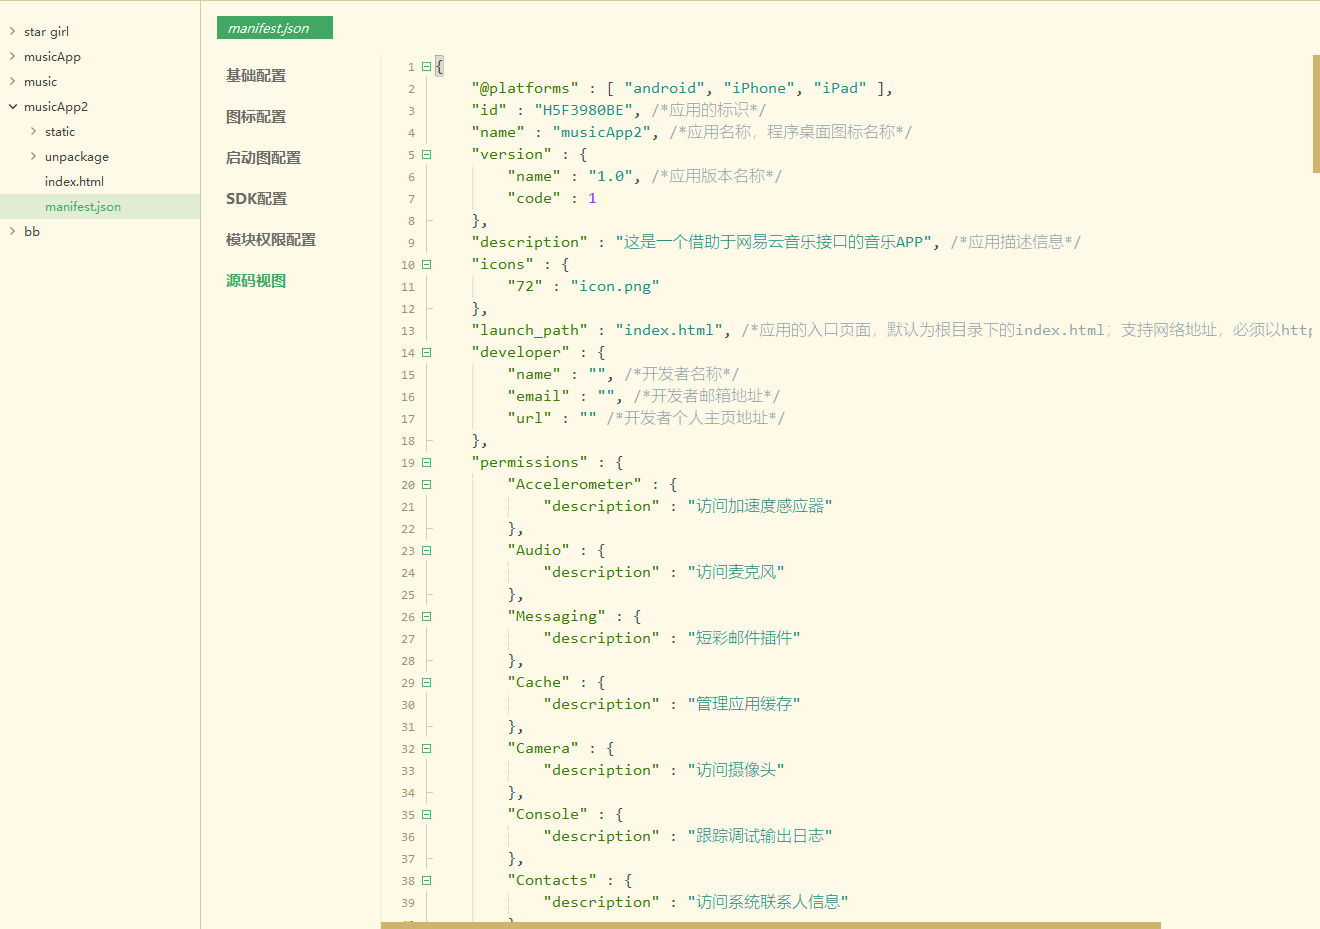 star girl
musicApp
music
musicApp2
static
unpackage
index.html
manifest.json
bb
manifest.json
基础配置
图标配置
启动图配置
SDK配置
模块权限配置
源码视图
1 {
2 "@platforms" : [ "android", "iPhone", "iPad" ],
3 "id" : "H5F3980BE", /*应用的标识*/
4 "name" : "musicApp2", /*应用名称，程序桌面图标名称*/
5 "version" : {
6 "name" : "1.0", /*应用版本名称*/
7 "code" : 1
8 },
9 "description" : "这是一个借助于网易云音乐接口的音乐APP", /*应用描述信息*/
10 "icons" : {
11 "72" : "icon.png"
12 },
13 "launch_path" : "index.html", /*应用的入口页面，默认为根目录下的index.html；支持网络地址，必须以http
14 "developer" : {
15 "name" : "", /*开发者名称*/
16 "email" : "", /*开发者邮箱地址*/
17 "url" : "" /*开发者个人主页地址*/
18 },
19 "permissions" : {
20 "Accelerometer" : {
21 "description" : "访问加速度感应器"
22 },
23 "Audio" : {
24 "description" : "访问麦克风"
25 },
26 "Messaging" : {
27 "description" : "短彩邮件插件"
28 },
29 "Cache" : {
30 "description" : "管理应用缓存"
31 },
32 "Camera" : {
33 "description" : "访问摄像头"
34 },
35 "Console" : {
36 "description" : "跟踪调试输出日志"
37 },
38 "Contacts" : {
39 "description" : "访问系统联系人信息"